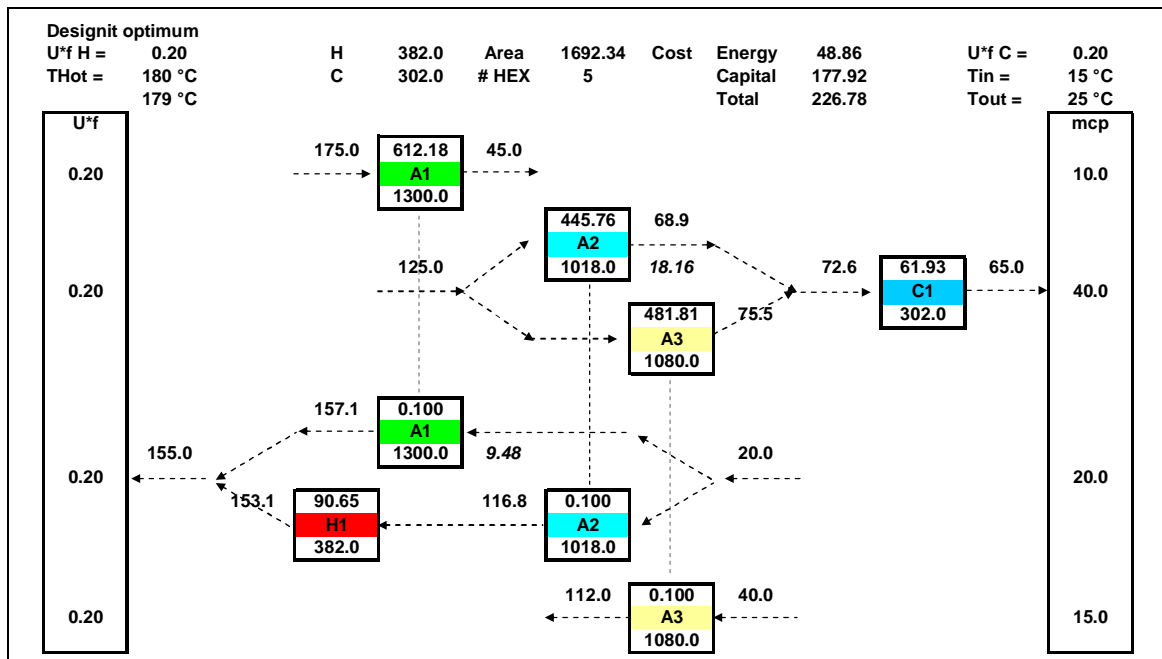 Designit optimum
U*f H = 0.20 H 382.0 Area 1692.34 Cost Energy 48.86 U*f C = 0.20
THot = 180 °C C 302.0 # HEX 5 Capital 177.92 Tin = 15 °C
179 °C Total 226.78 Tout = 25 °C
U*f mcp
175.0 612.18 45.0
0.20 A1 10.0
1300.0
445.76 68.9
A2
125.0 1018.0 18.16 72.6 61.93 65.0
0.20 C1 40.0
481.81 75.5 302.0
A3
1080.0
157.1 0.100
A1
155.0 1300.0 9.48 20.0
0.20 20.0
153.1 90.65 116.8 0.100
H1 A2
382.0 1018.0
112.0 0.100 40.0
0.20 A3 15.0
1080.0